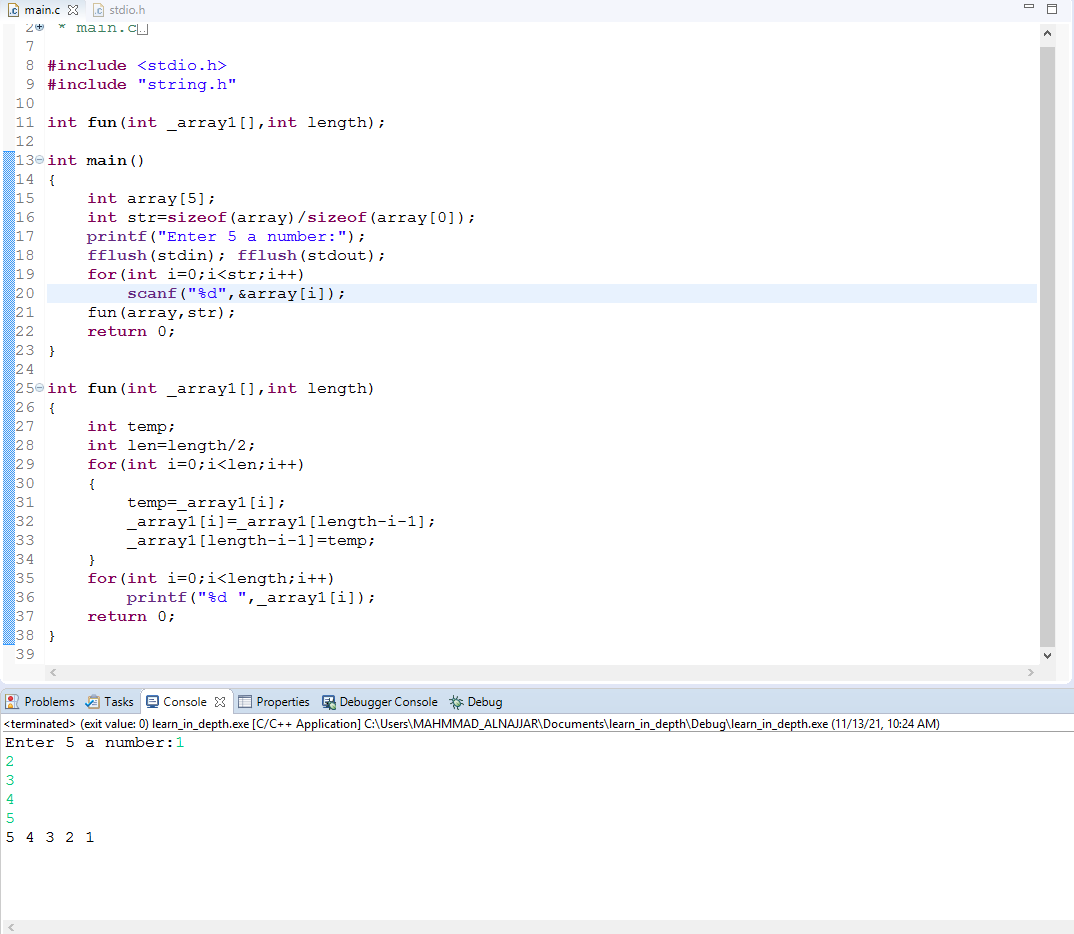 main.c stdio.h
2 * main.c
7
8 #include <stdio.h>
9 #include "string.h"
10
11 int fun(int _array1[],int length);
12
13 int main()
14 {
15     int array[5];
16     int str=sizeof(array)/sizeof(array[0]);
17     printf("Enter 5 a number:");
18     fflush(stdin); fflush(stdout);
19     for(int i=0;i<str;i++)
20         scanf("%d",&array[i]);
21     fun(array,str);
22     return 0;
23 }
24
25 int fun(int _array1[],int length)
26 {
27     int temp;
28     int len=length/2;
29     for(int i=0;i<len;i++)
30     {
31         temp=_array1[i];
32         _array1[i]=_array1[length-i-1];
33         _array1[length-i-1]=temp;
34     }
35     for(int i=0;i<length;i++)
36         printf("%d ",_array1[i]);
37     return 0;
38 }
39
Problems Tasks Console Properties Debugger Console Debug
<terminated> (exit value: 0) learn_in_depth.exe [C/C++ Application] C:\Users\MAHMMAD_ALNAJJAR\Documents\learn_in_depth\Debug\learn_in_depth.exe (11/13/21, 10:24 AM)
Enter 5 a number:1
2
3
4
5
5 4 3 2 1